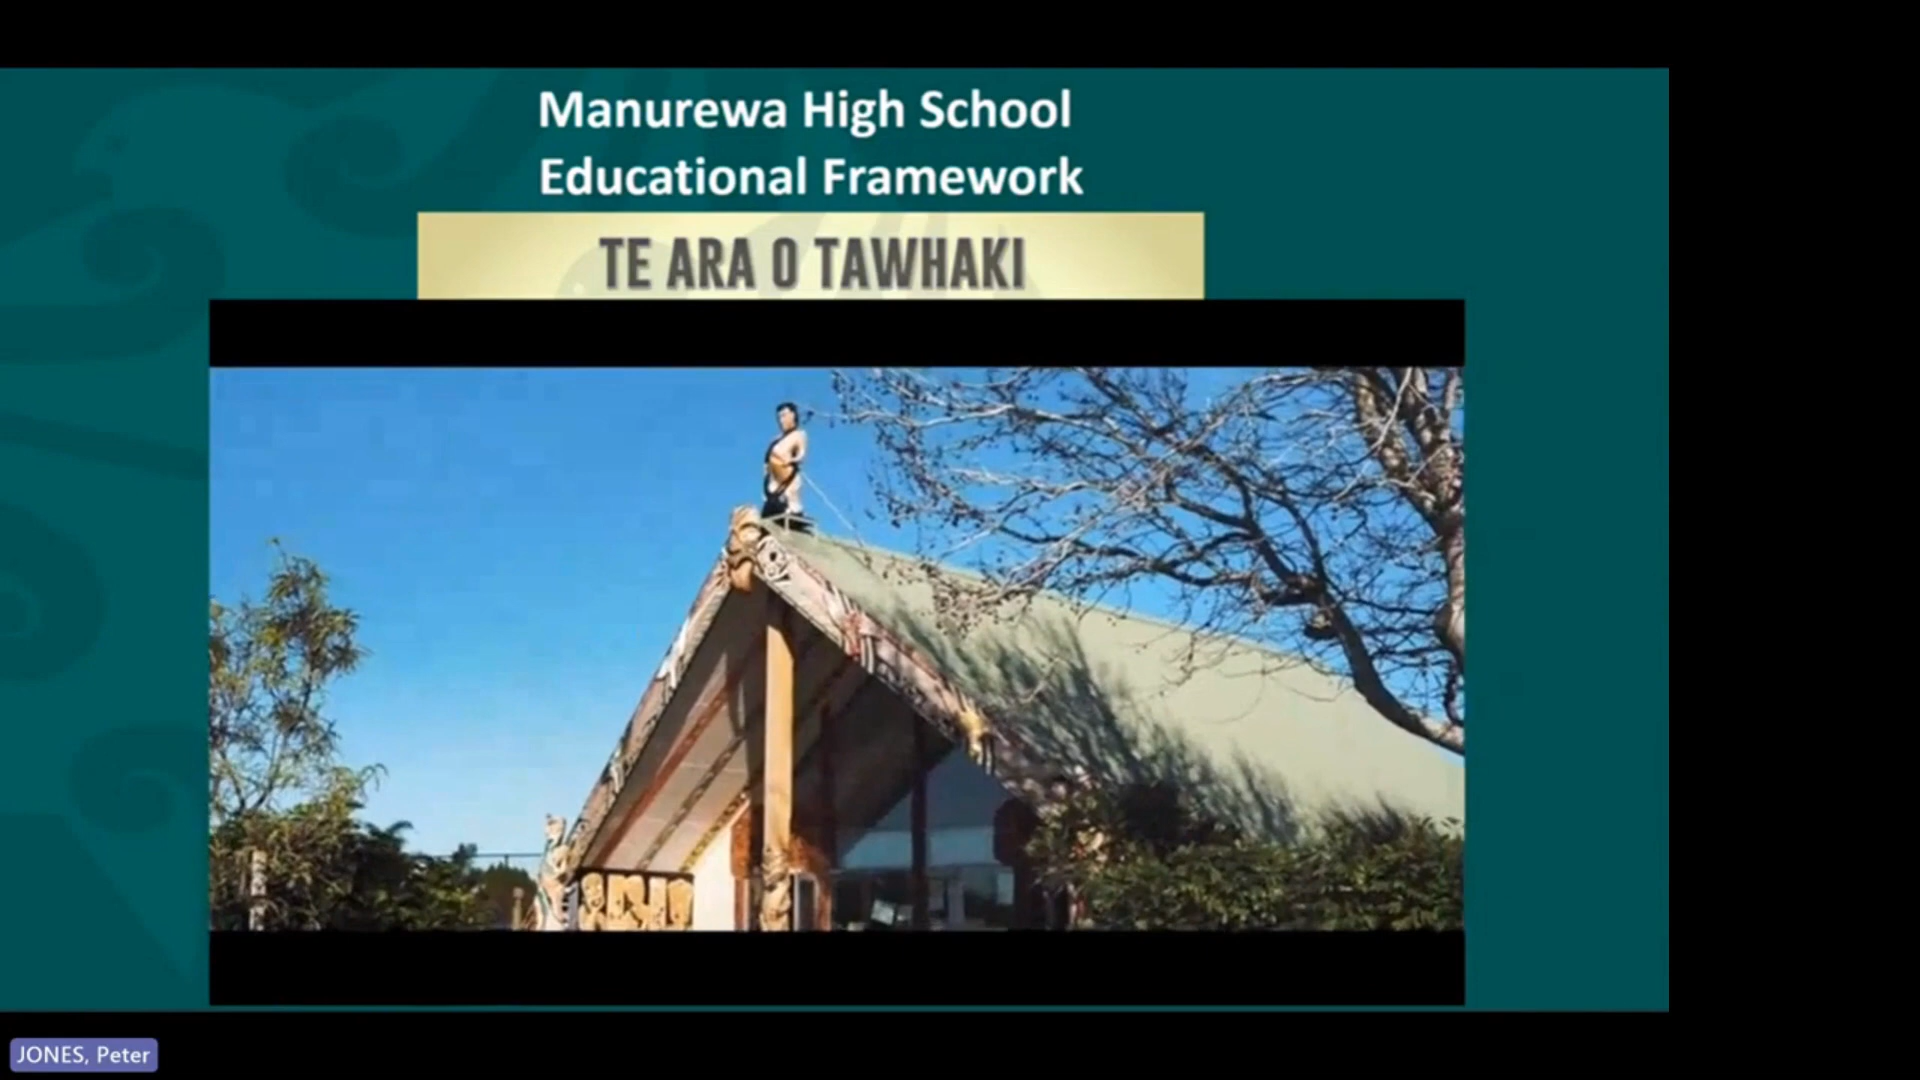 Manurewa High School
Educational Framework
TE ARA O TAWHAKI
JONES, Peter